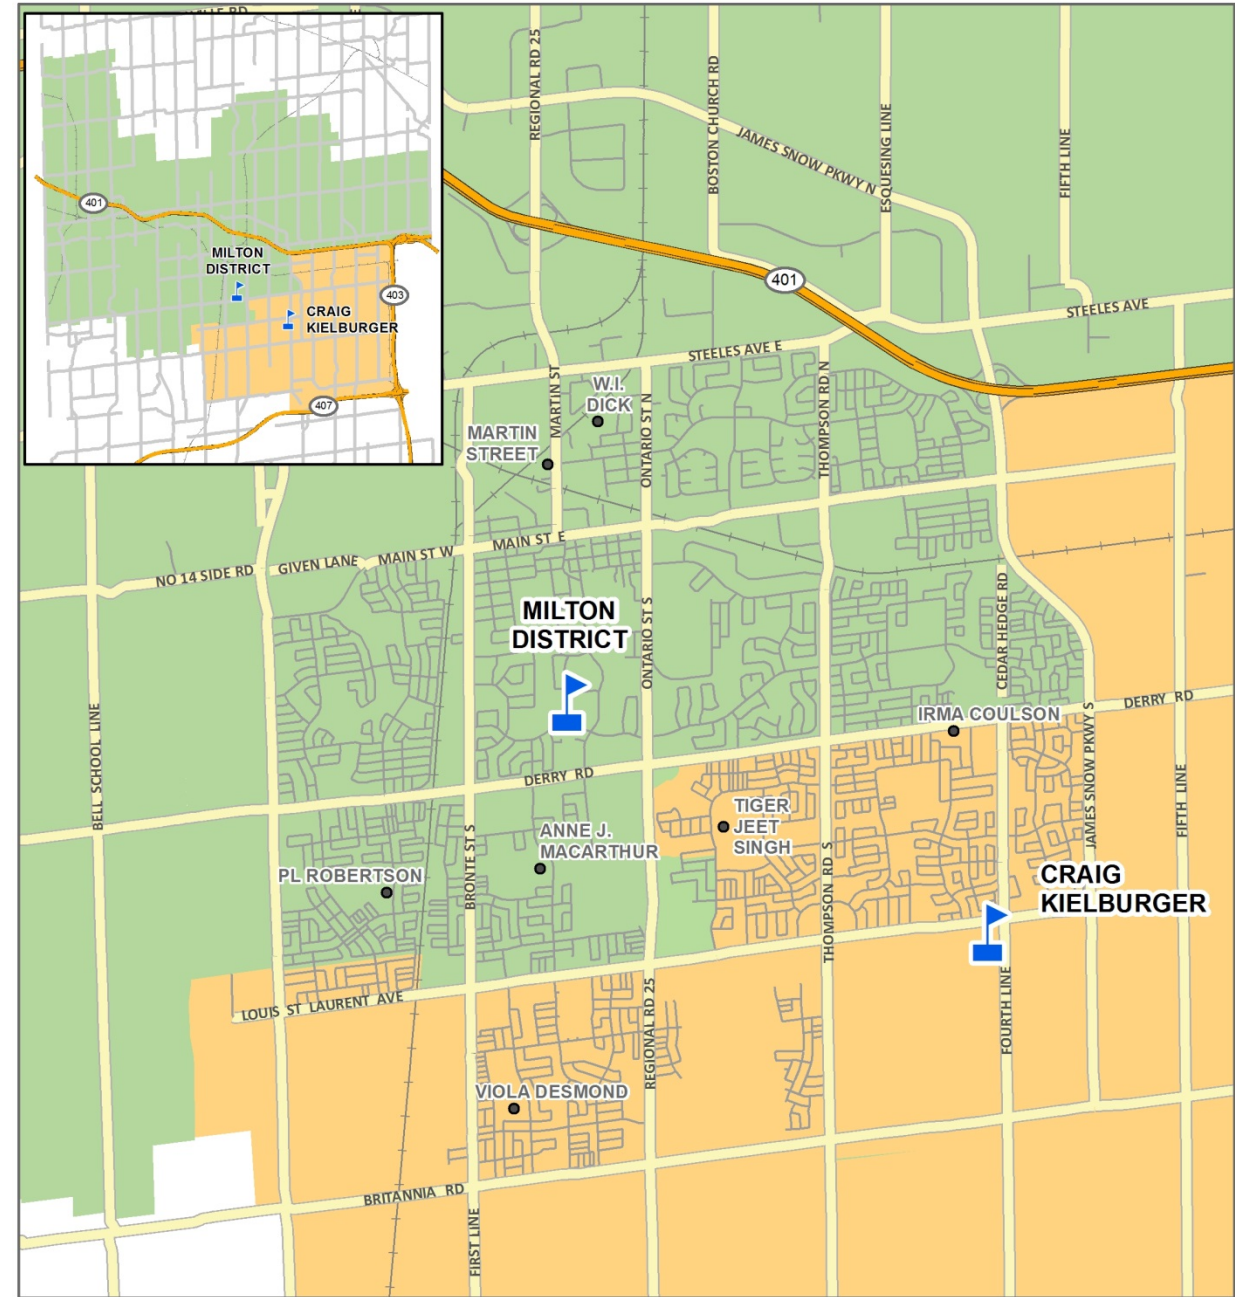 401
MILTON
DISTRICT
CRAIG
KIELBURGER
403
407
REGIONAL RD 25
BOSTON CHURCH RD
JAMES SNOW PKWY N
ESQUESING LINE
FIFTH LINE
401
STEELES AVE
STEELES AVE E
MARTIN ST
W.I.
DICK
MARTIN
STREET
ONTARIO ST N
THOMPSON RD N
NO 14 SIDE RD
GIVEN LANE
MAIN ST W
MAIN ST E
MILTON
DISTRICT
ONTARIO ST S
CEDAR HEDGE RD
IRMA COULSON
DERRY RD
BELL SCHOOL LINE
DERRY RD
JAMES SNOW PKWY S
FIFTH LINE
TIGER
JEET
SINGH
ANNE J.
MACARTHUR
PL ROBERTSON
BRONTE ST S
THOMPSON RD S
CRAIG
KIELBURGER
LOUIS ST LAURENT AVE
REGIONAL RD 25
FOURTH LINE
VIOLA DESMOND
BRITANNIA RD
FIRST LINE